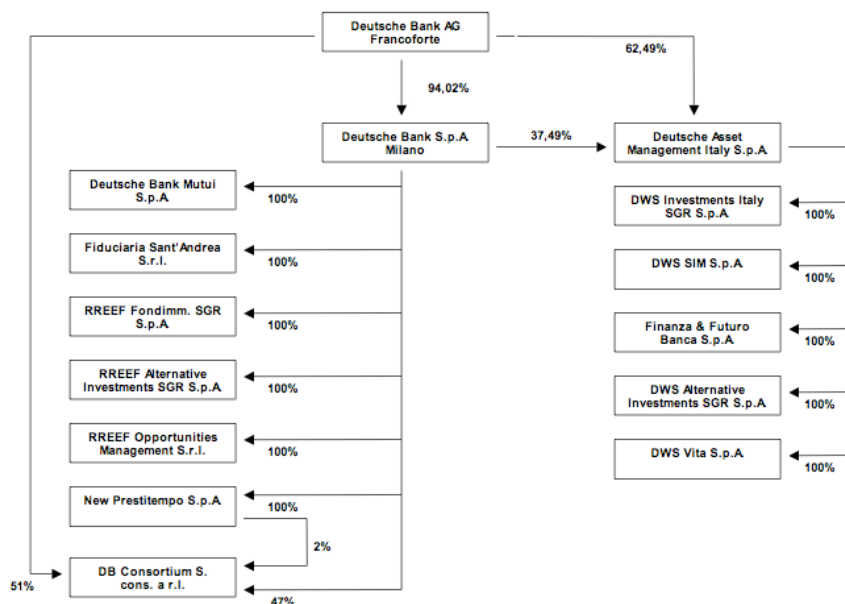 Deutsche Bank AG
Francoforte
62,49%
94,02%
Deutsche Bank S.p.A.
Milano
37,49%
Deutsche Asset
Management Italy S.p.A.
Deutsche Bank Mutui
S.p.A.
100%
DWS Investments Italy
SGR S.p.A.
100%
Fiduciaria Sant'Andrea
S.r.l.
100%
DWS SIM S.p.A.
100%
RREEF Fondimm. SGR
S.p.A.
100%
Finanza & Futuro
Banca S.p.A.
100%
RREEF Alternative
Investments SGR S.p.A.
100%
DWS Alternative
Investments SGR S.p.A.
100%
RREEF Opportunities
Management S.r.l.
100%
DWS Vita S.p.A.
100%
New Prestitempo S.p.A.
100%
2%
DB Consortium S.
cons. a r.l.
51%
47%